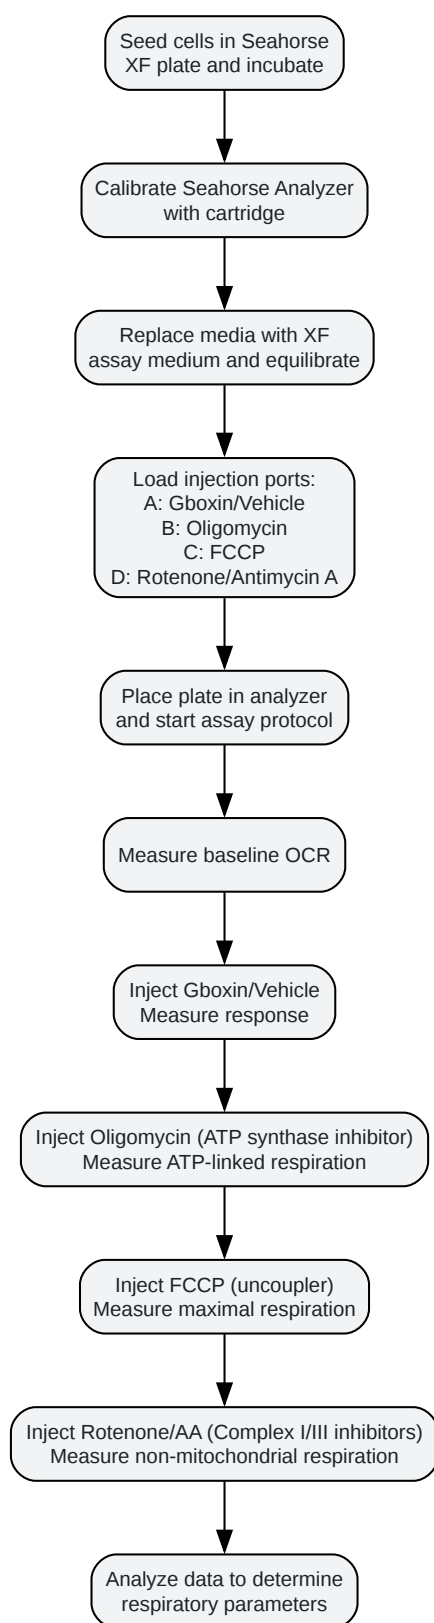 Seed cells in Seahorse
XF plate and incubate
Calibrate Seahorse Analyzer
with cartridge
Replace media with XF
assay medium and equilibrate
Load injection ports:
A: Gboxin/Vehicle
B: Oligomycin
C: FCCP
D: Rotenone/Antimycin A
Place plate in analyzer
and start assay protocol
Measure baseline OCR
Inject Gboxin/Vehicle
Measure response
Inject Oligomycin (ATP synthase inhibitor)
Measure ATP-linked respiration
Inject FCCP (uncoupler)
Measure maximal respiration
Inject Rotenone/AA (Complex I/III inhibitors)
Measure non-mitochondrial respiration
Analyze data to determine
respiratory parameters